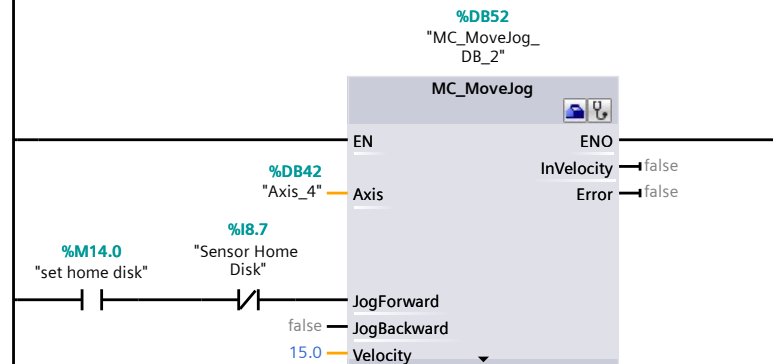 %DB52
"MC_MoveJog_
DB_2"
MC_MoveJog
EN
ENO
InVelocity
false
%DB42
"Axis_4"
Axis
Error
false
%M14.0
"set home disk"
%I8.7
"Sensor Home
Disk"
JogForward
false
JogBackward
15.0
Velocity